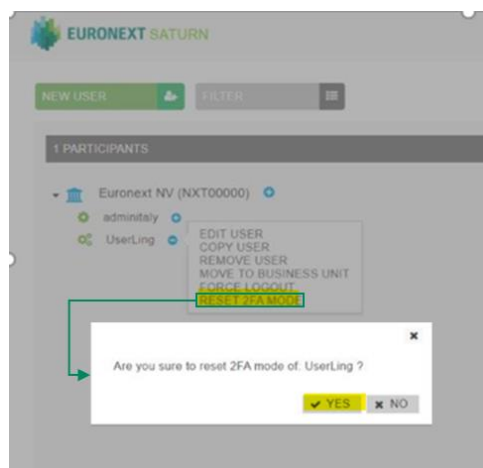 EURONEXT SATURN
NEW USER FILTER
1 PARTICIPANTS
Euronext NV (NXT00000)
adminitaly
UserLing
EDIT USER
COPY USER
REMOVE USER
MOVE TO BUSINESS UNIT
FORCE LOGOUT
RESET 2FA MODE
Are you sure to reset 2FA mode of. UserLing ?
YES NO